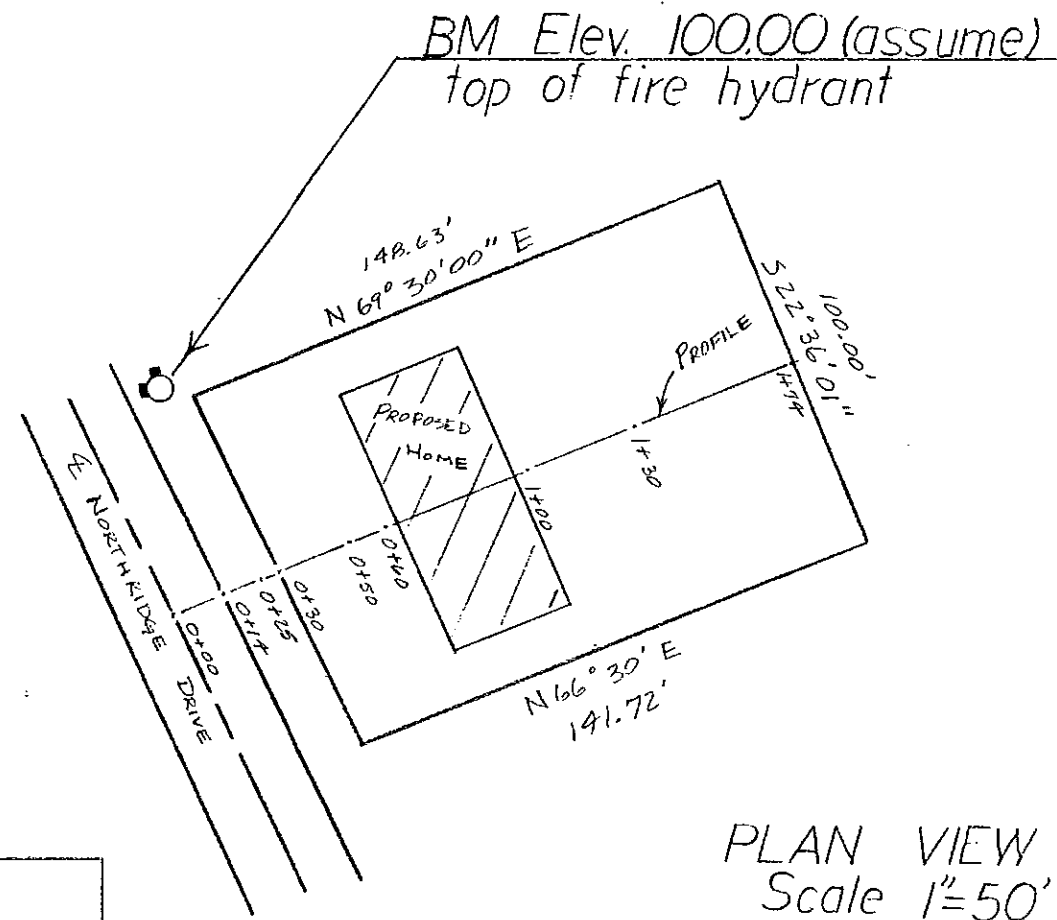 BM Elev. 100.00 (assume)
top of fire hydrant
148.63'
N 69° 30' 00" E
S 22° 36' 01"
100.00'
PROFILE
PROPOSED
HOME
1+74
1+30
1+00
0+60
0+50
0+30
0+25
0+14
0+00
℄ NORTHRIDGE DRIVE
N 66° 30' E
141.72'
PLAN VIEW
Scale 1"=50'